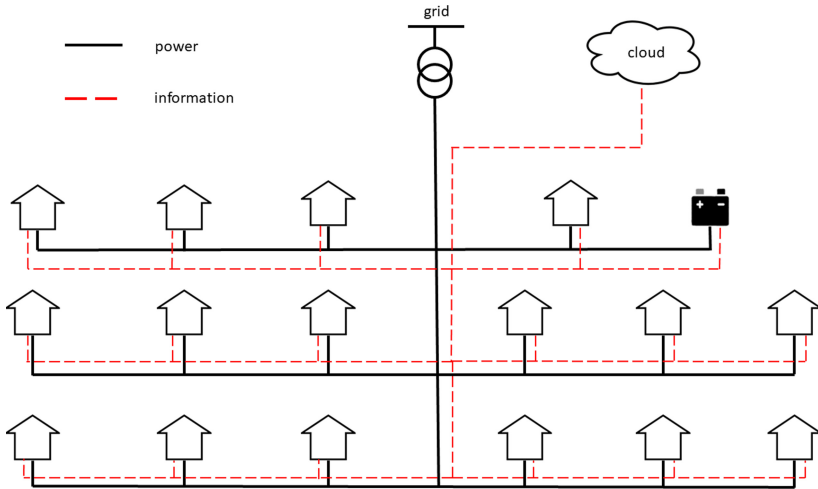 grid
power
cloud
information
+ −